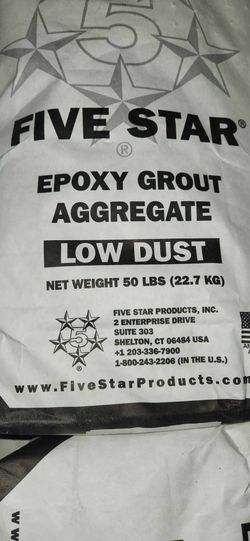 5
FIVE STAR®
®
EPOXY GROUT
AGGREGATE
LOW DUST
NET WEIGHT 50 LBS (22.7 KG)
5
FIVE STAR PRODUCTS, INC.
2 ENTERPRISE DRIVE
SUITE 303
SHELTON, CT 06484 USA
+1 203-336-7900
1-800-243-2206 (IN THE U.S.)
www.FiveStarProducts.com
ww